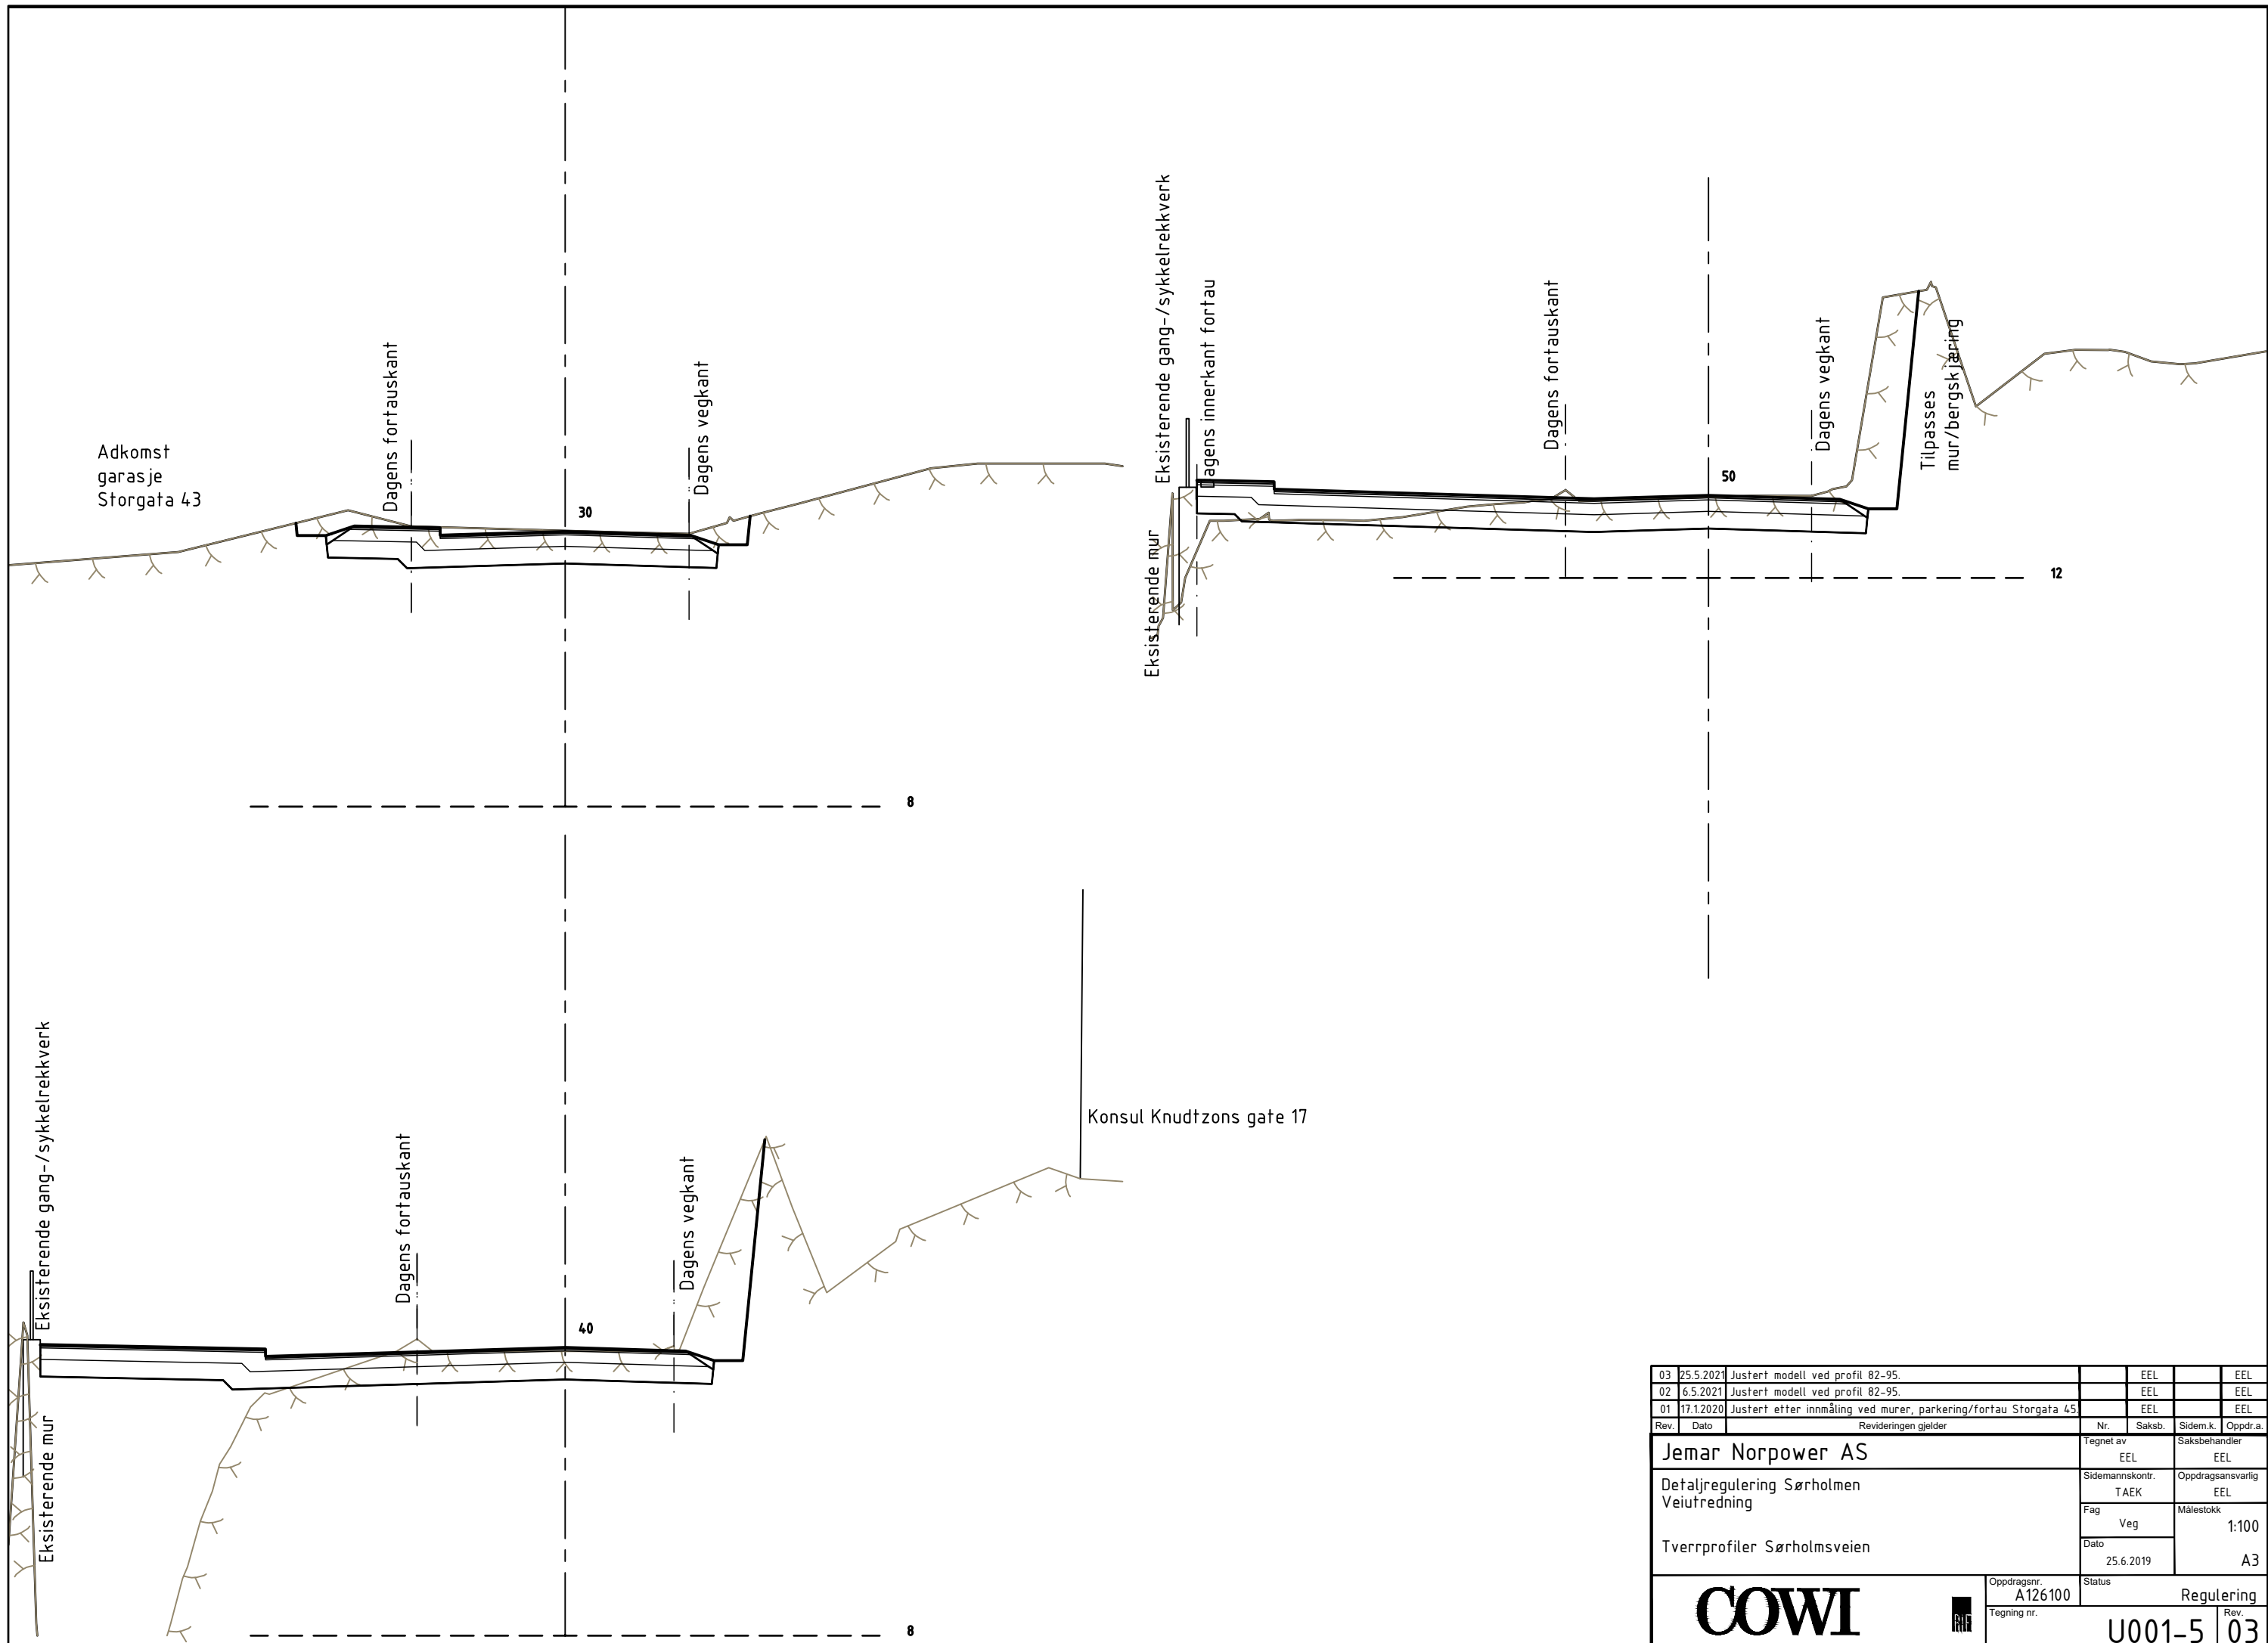 Adkomst
garasje
Storgata 43
Dagens fortauskant
Dagens vegkant
30
8
Eksisterende gang-/sykkelrekkverk
agens innerkant fortau
Eksisterende mur
Dagens fortauskant
50
Dagens vegkant
Tilpasses
mur/bergskjæring
12
Eksisterende gang-/sykkelrekkverk
Eksisterende mur
Dagens fortauskant
40
Dagens vegkant
Konsul Knudtzons gate 17
8
03 25.5.2021 Justert modell ved profil 82-95. EEL EEL
02 6.5.2021 Justert modell ved profil 82-95. EEL EEL
01 17.1.2020 Justert etter innmåling ved murer, parkering/fortau Storgata 45. EEL EEL
Rev. Dato Revideringen gjelder Nr. Saksb. Sidem.k. Oppdr.a.
Jemar Norpower AS
Tegnet av Saksbehandler
EEL EEL
Detaljregulering Sørholmen
Veiutredning
Sidemannskontr. Oppdragsansvarlig
TAEK EEL
Fag Målestokk
Veg 1:100
Tverrprofiler Sørholmsveien
Dato
25.6.2019 A3
COWI
Oppdragsnr. Status
A126100 Regulering
Tegning nr. Rev.
U001-5 03